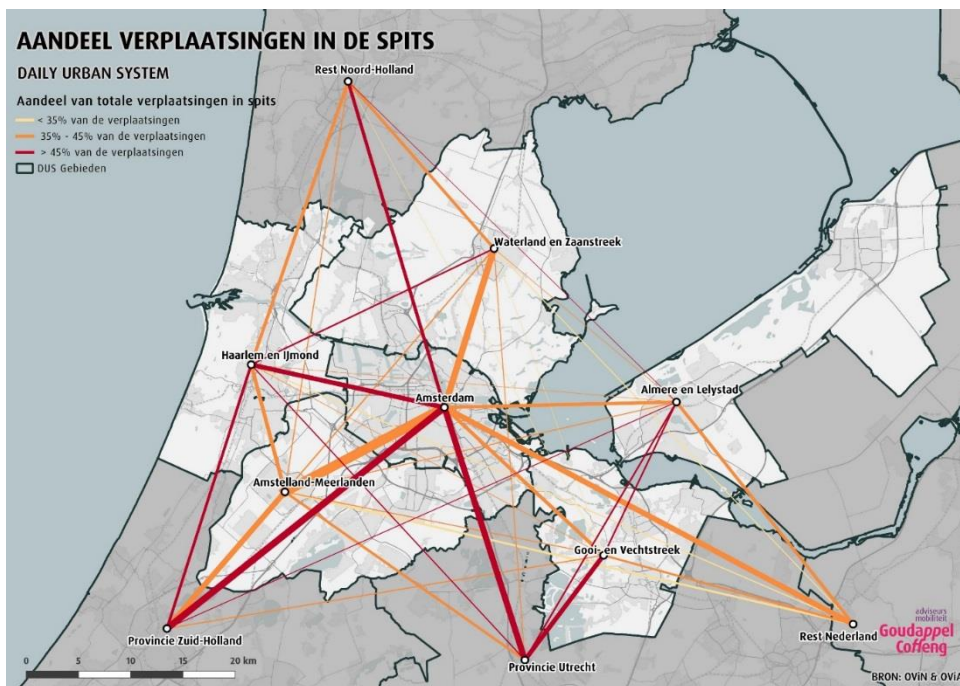 AANDEEL VERPLAATSINGEN IN DE SPITS
DAILY URBAN SYSTEM
Aandeel van totale verplaatsingen in spits
< 35% van de verplaatsingen
35% - 45% van de verplaatsingen
> 45% van de verplaatsingen
DUS Gebieden
Rest Noord-Holland
Waterland en Zaanstreek
Haarlem en IJmond
Amsterdam
Almere en Lelystad
Amstelland-Meerlanden
Gooi- en Vechtstreek
Provincie Zuid-Holland
Provincie Utrecht
Rest Nederland
adviseurs
mobiliteit
Goudappel
Coffeng
0 5 10 15 20 km
BRON: OViN & OViA